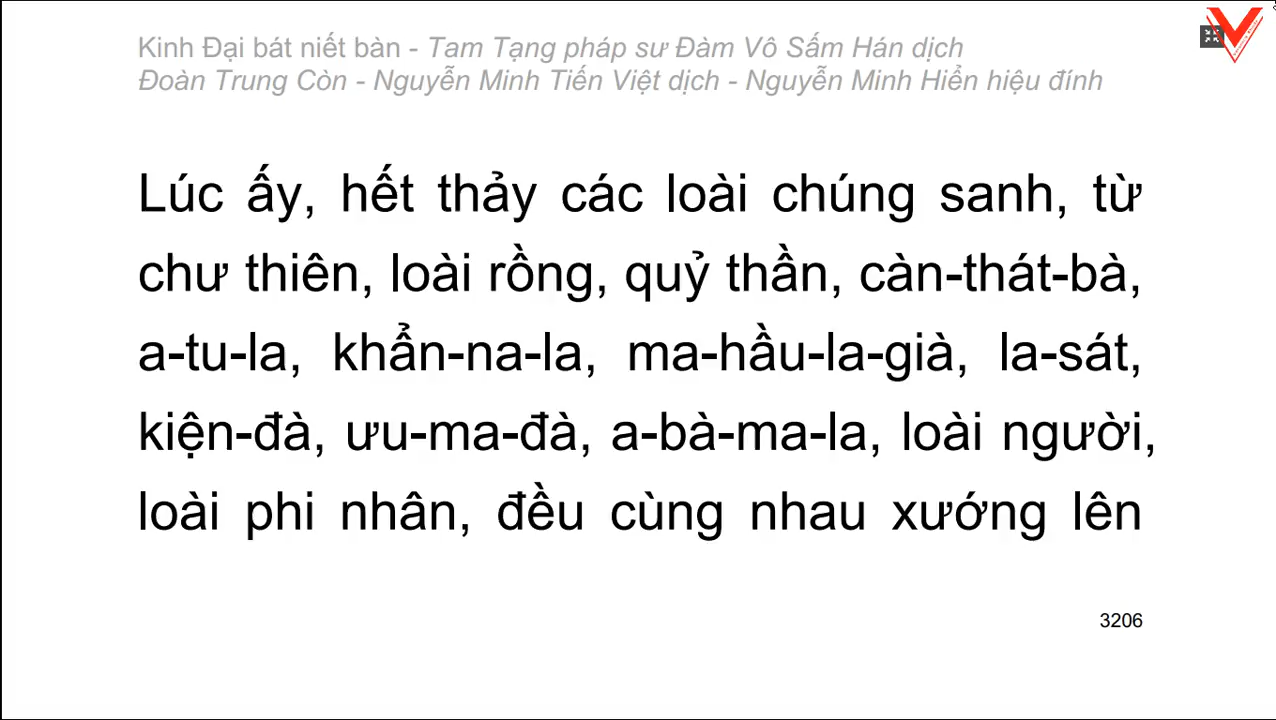 Kinh Đại bát niết bàn - Tam Tạng pháp sư Đàm Vô Sấm Hán dịch
Đoàn Trung Còn - Nguyễn Minh Tiến Việt dịch - Nguyễn Minh Hiển hiệu đính
Lúc ấy, hết thảy các loài chúng sanh, từ
chư thiên, loài rồng, quỷ thần, càn-thát-bà,
a-tu-la, khẩn-na-la, ma-hầu-la-già, la-sát,
kiện-đà, ưu-ma-đà, a-bà-ma-la, loài người,
loài phi nhân, đều cùng nhau xướng lên
3206